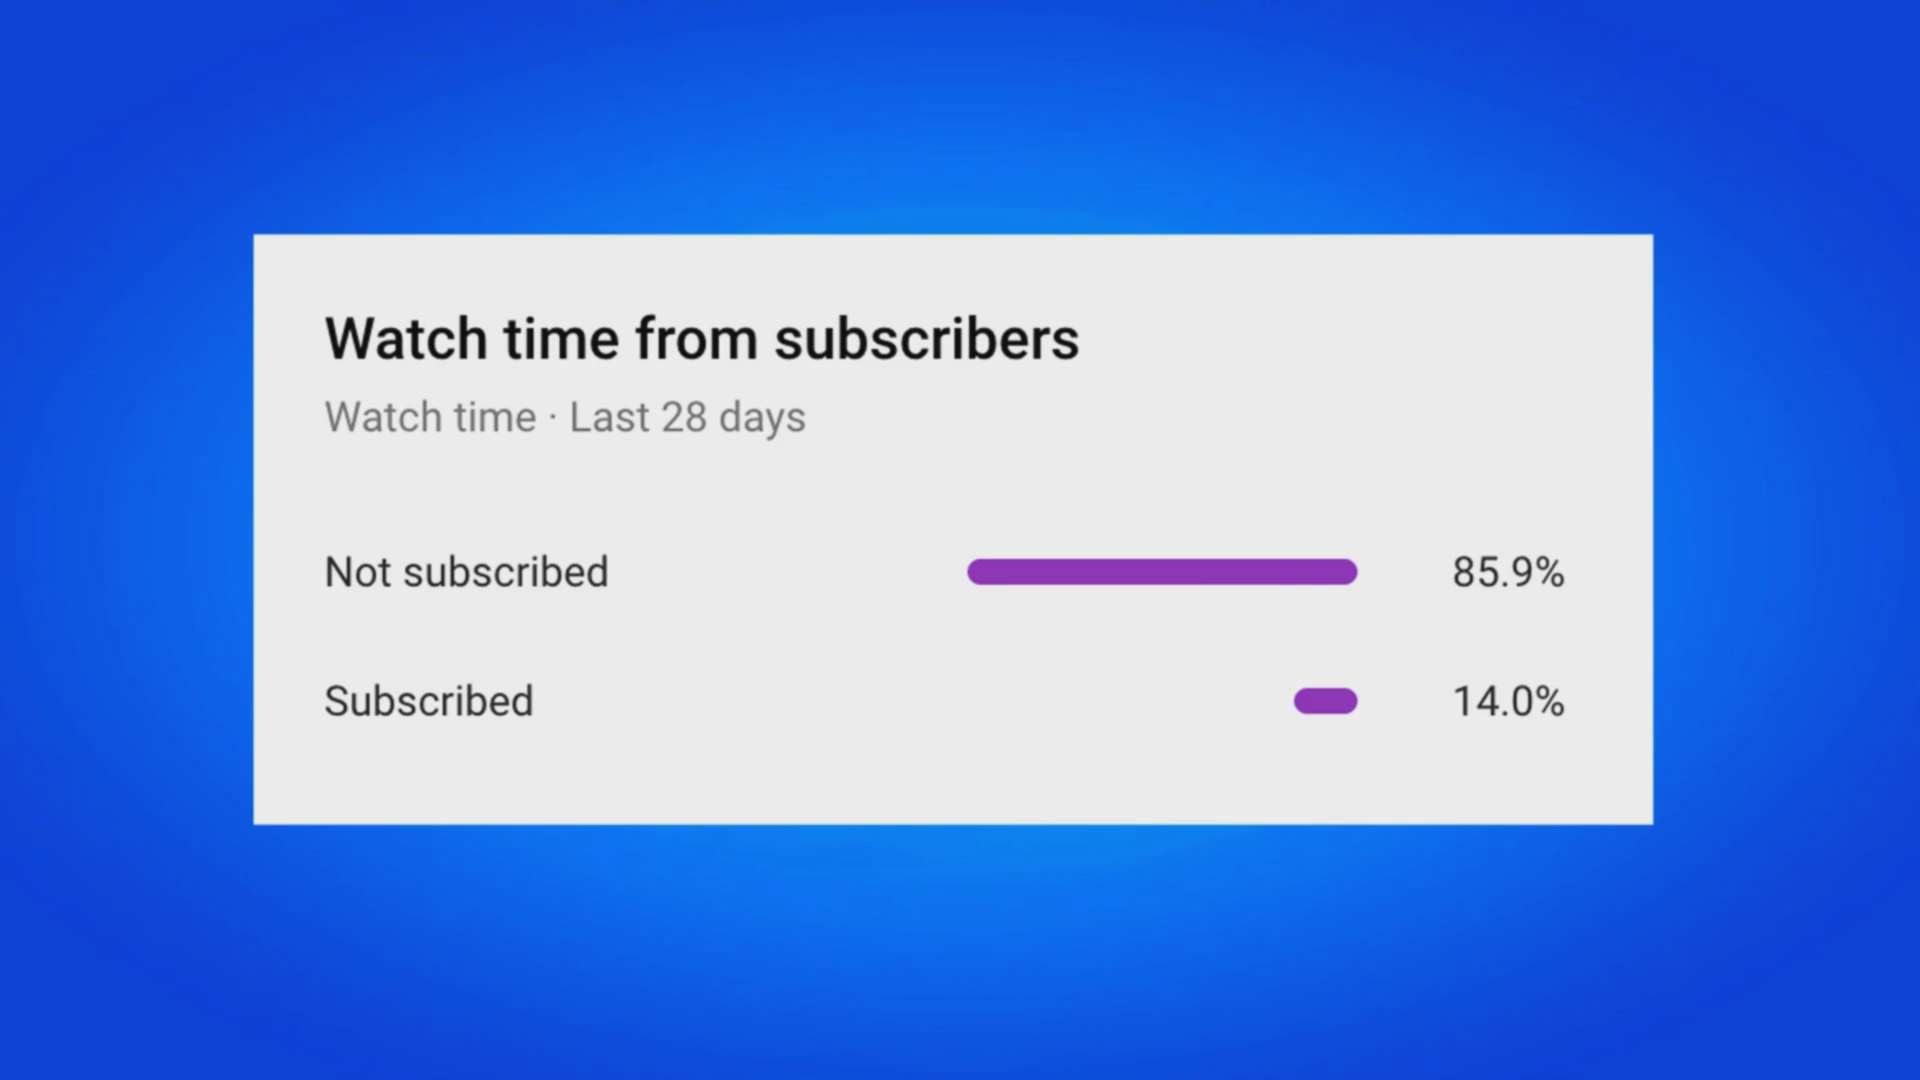 Watch time from subscribers
Watch time · Last 28 days
Not subscribed 85.9%
Subscribed 14.0%